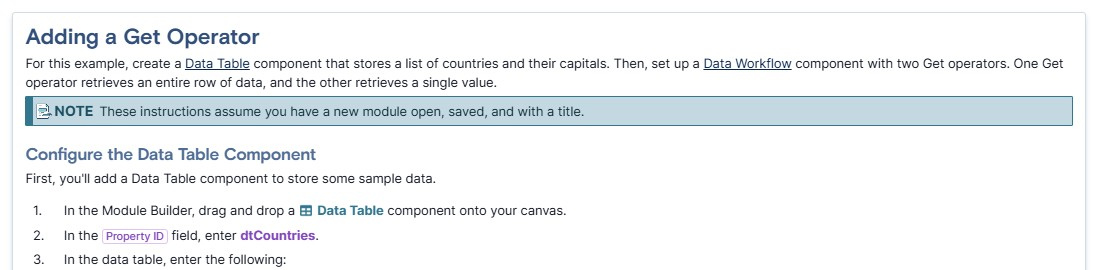 Adding a Get Operator
For this example, create a Data Table component that stores a list of countries and their capitals. Then, set up a Data Workflow component with two Get operators. One Get
operator retrieves an entire row of data, and the other retrieves a single value.
NOTE These instructions assume you have a new module open, saved, and with a title.
Configure the Data Table Component
First, you'll add a Data Table component to store some sample data.
1. In the Module Builder, drag and drop a Data Table component onto your canvas.
2. In the Property ID field, enter dtCountries.
3. In the data table, enter the following: